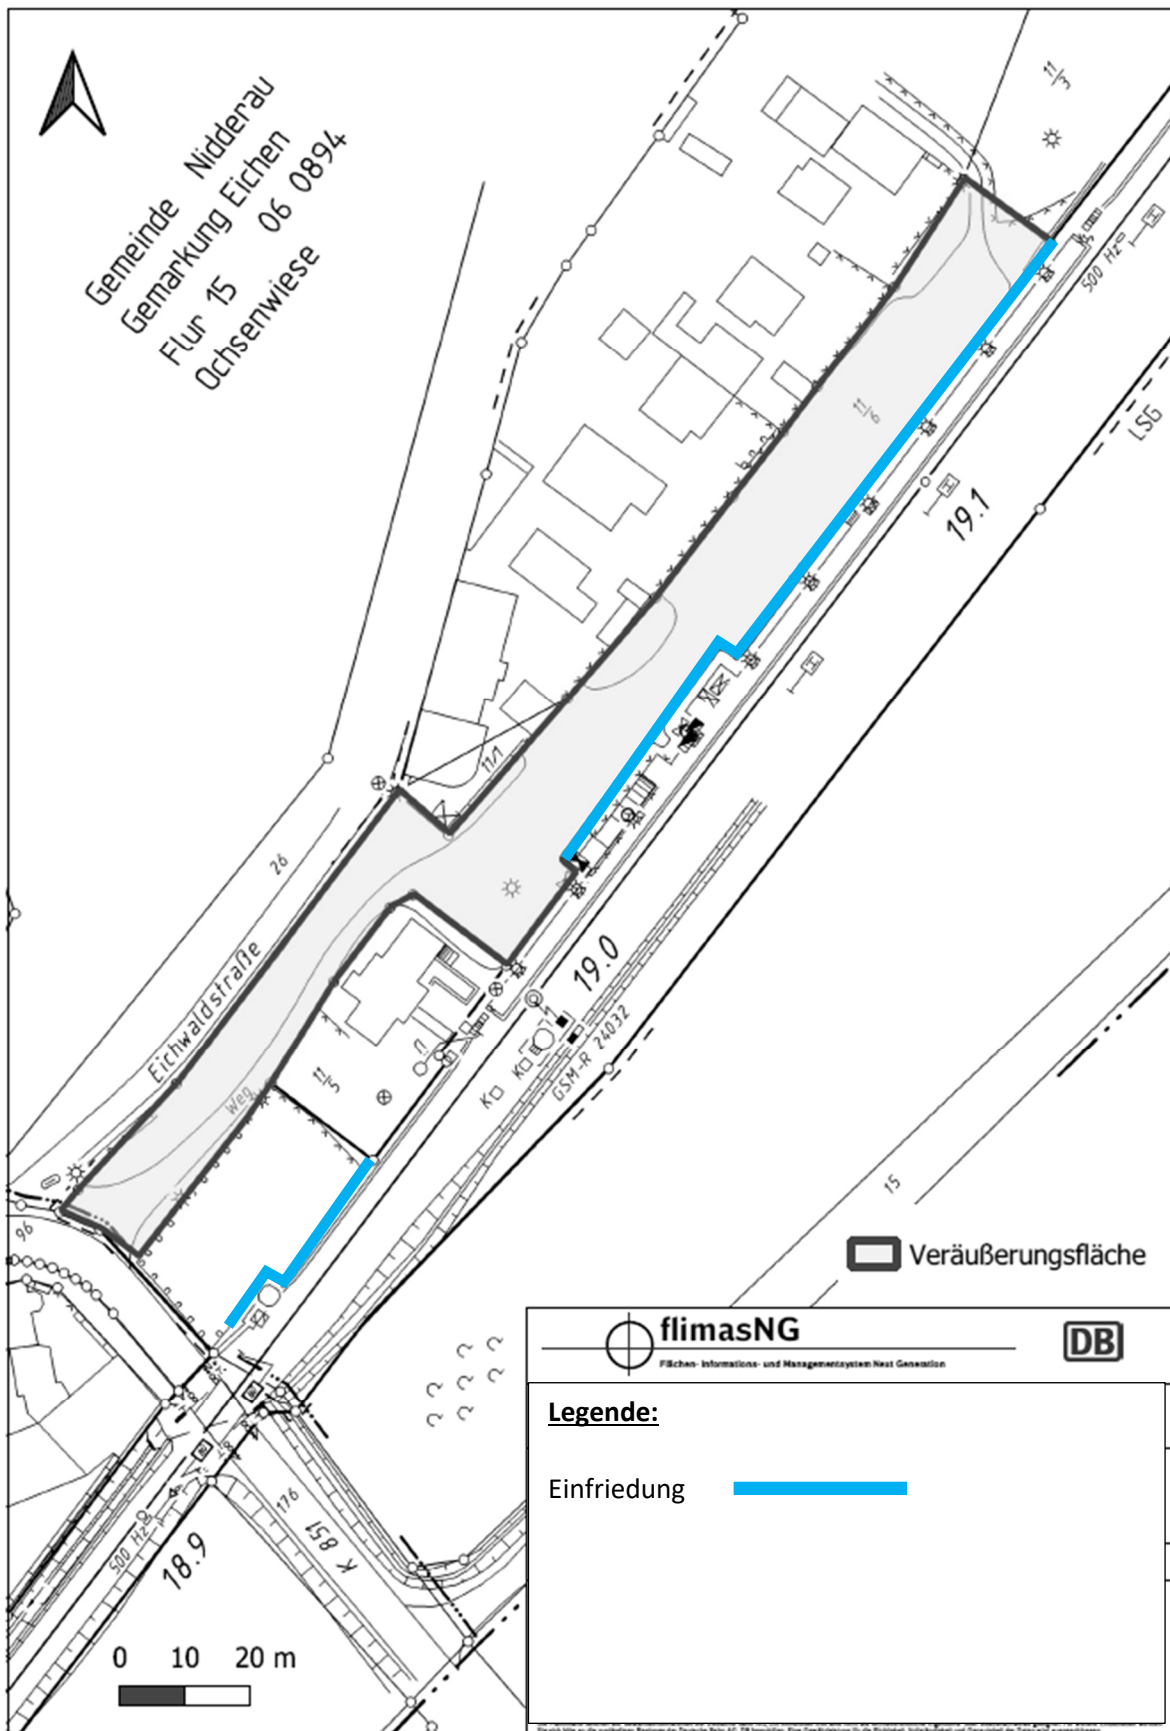 Gemeinde Nidderau
Gemarkung Eichen
06 0894
Flur 15
Ochsenwiese
11/3
500 Hz
LSG
11/6
19.1
11/1
26
Eichwaldstraße
19.0
GSM-R 24032
K
K
11/5
Weg
96
15
Veräußerungsfläche
flimasNG
Flächen- Informations- und Managementsystem Next Generation
DB
Legende:
Einfriedung
176
K 851
500 Hz
18.9
0 10 20 m